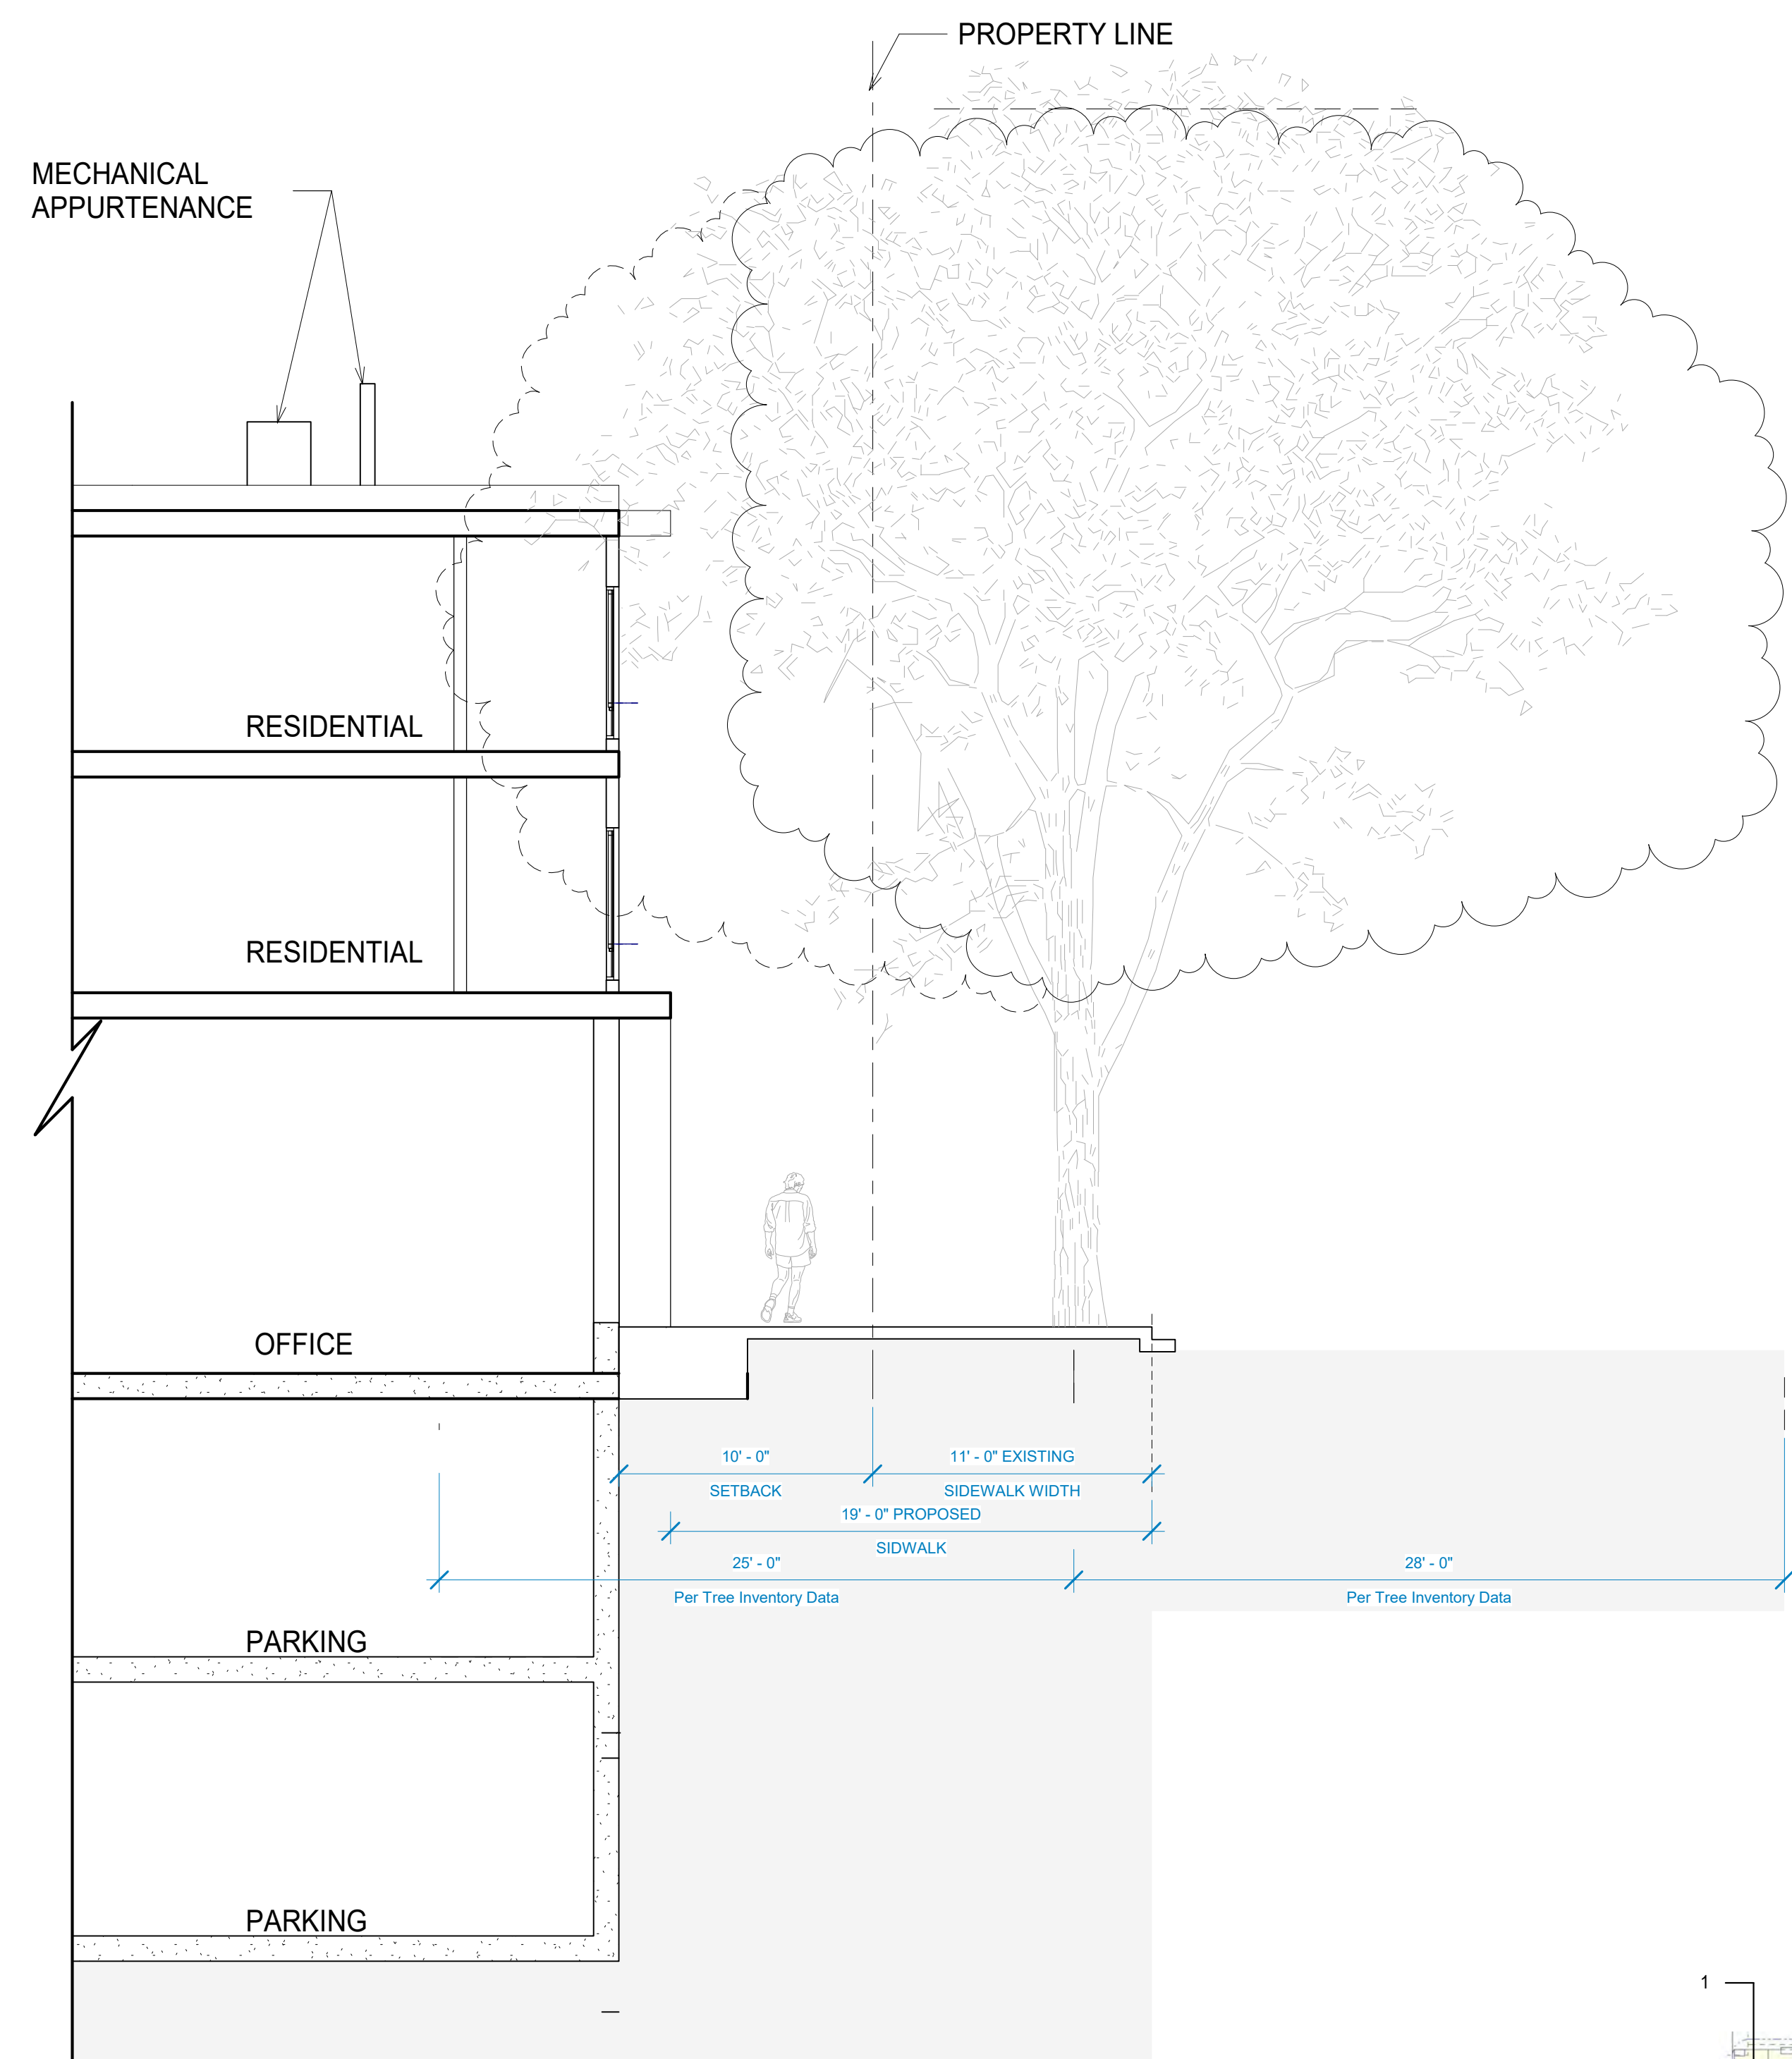 PROPERTY LINE
MECHANICAL
APPURTENANCE
RESIDENTIAL
RESIDENTIAL
OFFICE
10' - 0"
SETBACK
11' - 0" EXISTING
SIDEWALK WIDTH
19' - 0" PROPOSED
SIDWALK
25' - 0"
Per Tree Inventory Data
28' - 0"
Per Tree Inventory Data
PARKING
PARKING
1